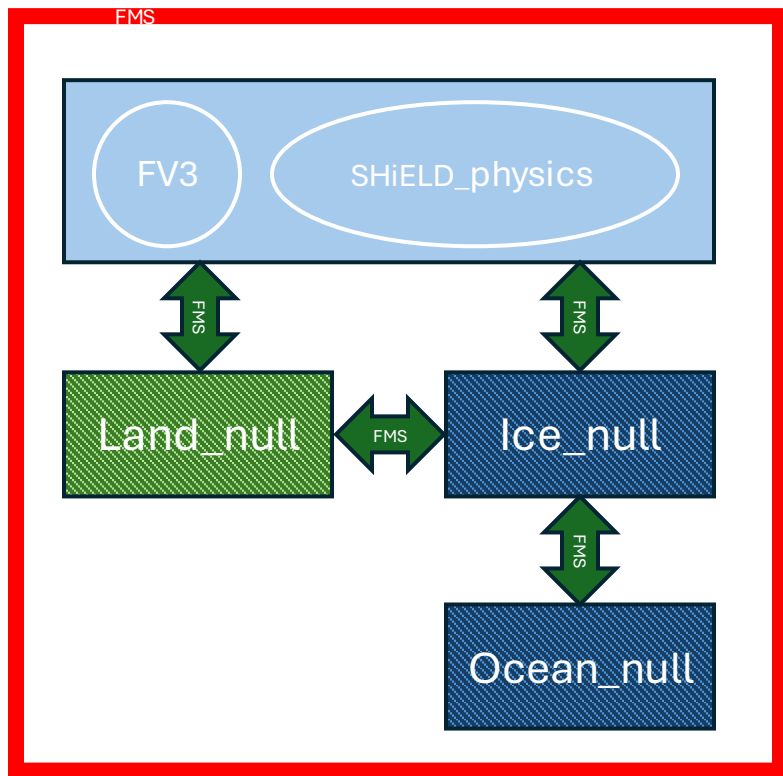 FMS
FV3
SHiELD_physics
FMS
FMS
Land_null
FMS
Ice_null
FMS
Ocean_null